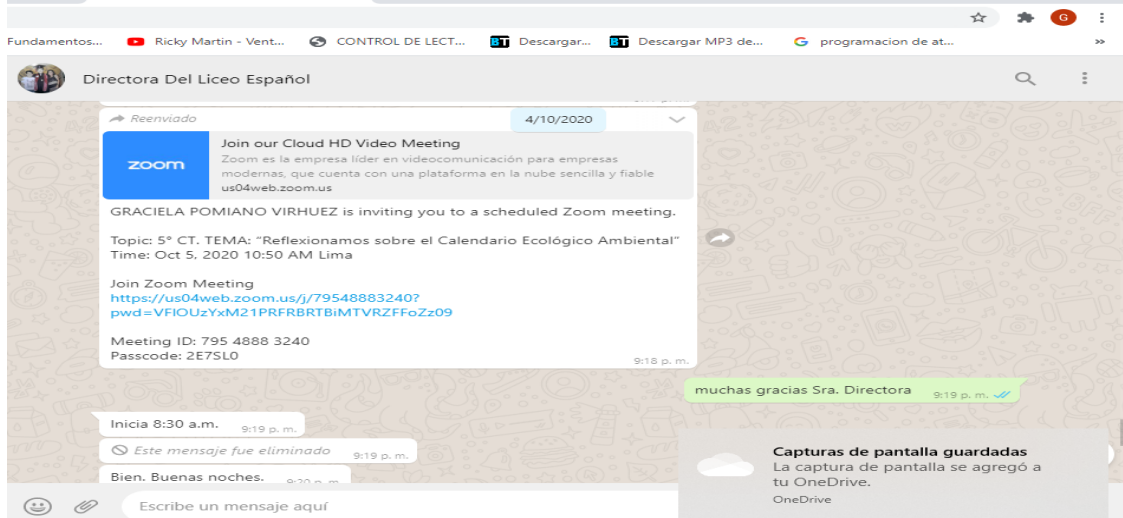 Fundamentos... Ricky Martin - Vent... CONTROL DE LECT... Descargar... Descargar MP3 de... programacion de at... »
G
Directora Del Liceo Español
Reenviado
4/10/2020
zoom
Join our Cloud HD Video Meeting
Zoom es la empresa líder en videocomunicación para empresas
modernas, que cuenta con una plataforma en la nube sencilla y fiable
us04web.zoom.us
GRACIELA POMIANO VIRHUEZ is inviting you to a scheduled Zoom meeting.
Topic: 5° CT. TEMA: “Reflexionamos sobre el Calendario Ecológico Ambiental”
Time: Oct 5, 2020 10:50 AM Lima
Join Zoom Meeting
https://us04web.zoom.us/j/79548883240?
pwd=VFlOUzYxM21PRFRBRTBiMTVRZFFoZz09
Meeting ID: 795 4888 3240
Passcode: 2E7SL0
9:18 p. m.
muchas gracias Sra. Directora 9:19 p. m.
Inicia 8:30 a.m. 9:19 p. m.
Este mensaje fue eliminado 9:19 p. m.
Bien. Buenas noches. 9:20 p. m.
Capturas de pantalla guardadas
La captura de pantalla se agregó a
tu OneDrive.
OneDrive
Escribe un mensaje aquí